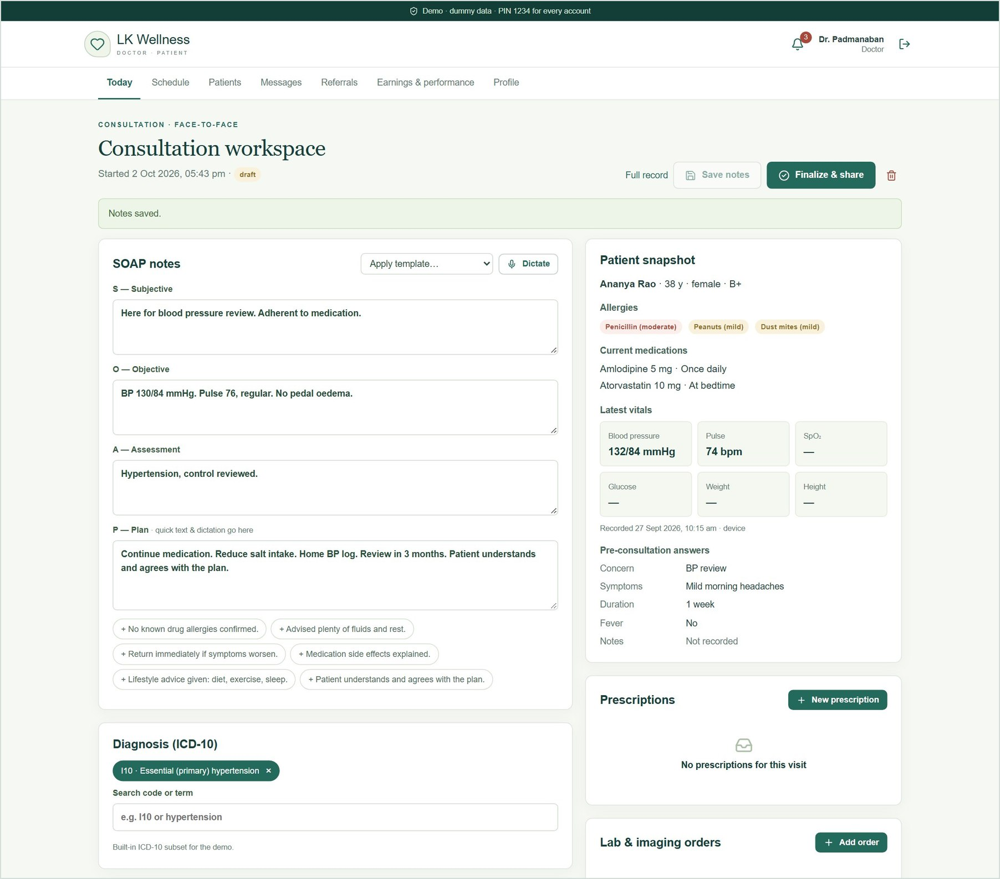 Demo · dummy data · PIN 1234 for every account
LK Wellness
DOCTOR · PATIENT
3
Dr. Padmanaban
Doctor
Today
Schedule
Patients
Messages
Referrals
Earnings & performance
Profile
CONSULTATION · FACE-TO-FACE
Consultation workspace
Started 2 Oct 2026, 05:43 pm · draft
Full record
Save notes
Finalize & share
Notes saved.
SOAP notes
Apply template…
Dictate
S — Subjective
Here for blood pressure review. Adherent to medication.
O — Objective
BP 130/84 mmHg. Pulse 76, regular. No pedal oedema.
A — Assessment
Hypertension, control reviewed.
P — Plan · quick text & dictation go here
Continue medication. Reduce salt intake. Home BP log. Review in 3 months. Patient understands
and agrees with the plan.
+ No known drug allergies confirmed.
+ Advised plenty of fluids and rest.
+ Return immediately if symptoms worsen.
+ Medication side effects explained.
+ Lifestyle advice given: diet, exercise, sleep.
+ Patient understands and agrees with the plan.
Diagnosis (ICD-10)
I10 · Essential (primary) hypertension ×
Search code or term
e.g. I10 or hypertension
Built-in ICD-10 subset for the demo.
Patient snapshot
Ananya Rao · 38 y · female · B+
Allergies
Penicillin (moderate)
Peanuts (mild)
Dust mites (mild)
Current medications
Amlodipine 5 mg · Once daily
Atorvastatin 10 mg · At bedtime
Latest vitals
Blood pressure
132/84 mmHg
Pulse
74 bpm
SpO₂
—
Glucose
—
Weight
—
Height
—
Recorded 27 Sept 2026, 10:15 am · device
Pre-consultation answers
Concern BP review
Symptoms Mild morning headaches
Duration 1 week
Fever No
Notes Not recorded
Prescriptions
New prescription
No prescriptions for this visit
Lab & imaging orders
Add order